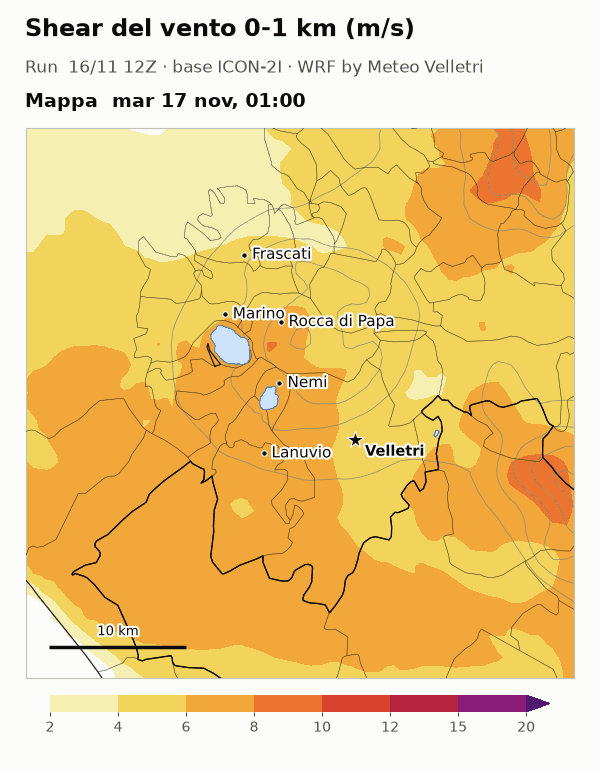 Shear del vento 0-1 km (m/s)
Run 16/11 12Z · base ICON-2I · WRF by Meteo Velletri
Mappa mar 17 nov, 01:00
Frascati
Marino
Rocca di Papa
Nemi
Velletri
Lanuvio
10 km
2 4 6 8 10 12 15 20